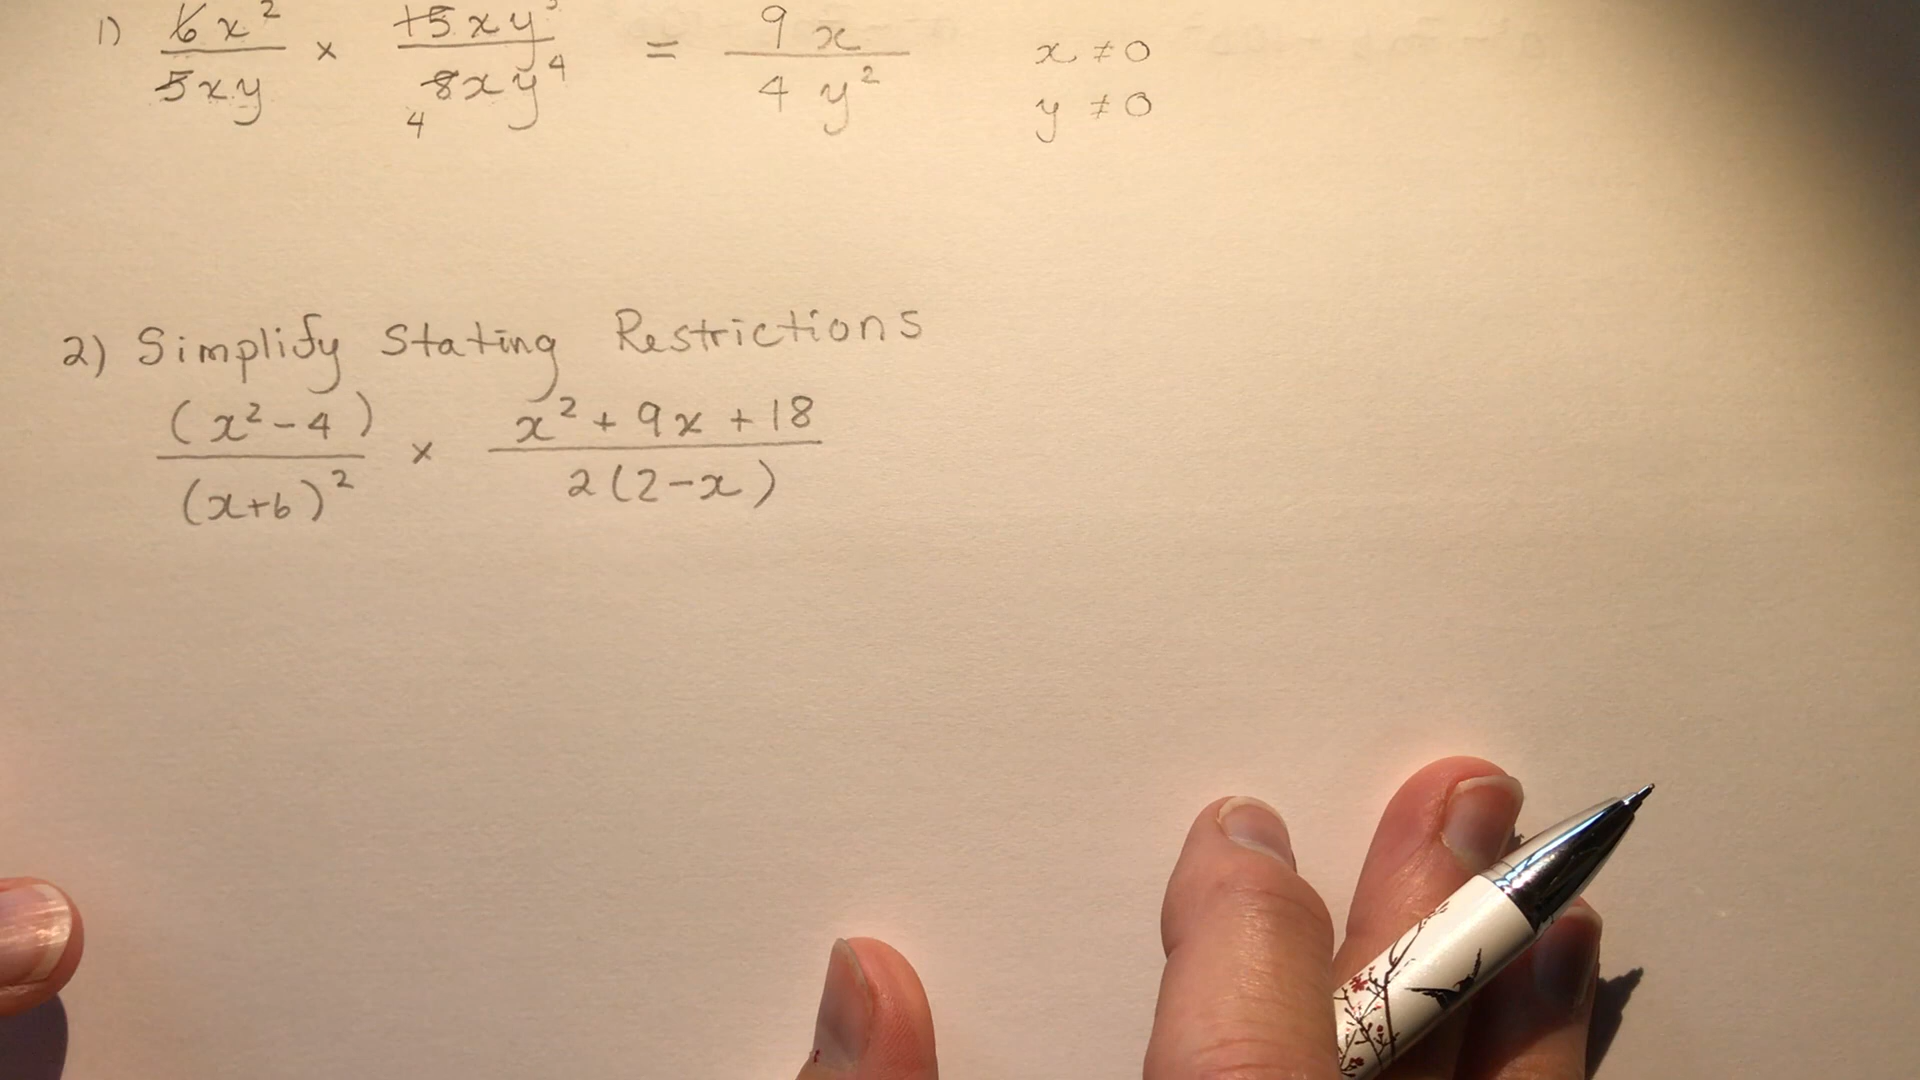 1) 6x² / 5xy × 15xy³ / 8xy⁴ 4 = 9x / 4y² x ≠ 0
y ≠ 0
2) Simplify Stating Restrictions
(x²-4) / (x+6)² × x²+9x+18 / 2(2-x)